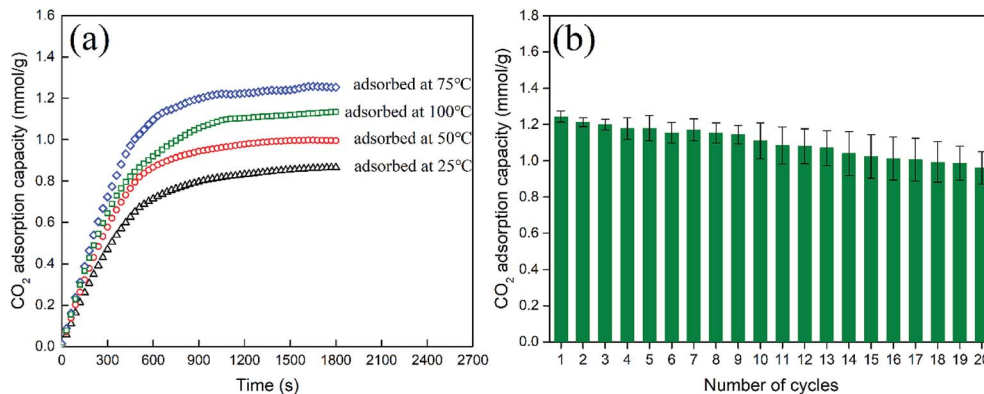 (a)
CO₂ adsorption capacity (mmol/g)
1.6
1.4
1.2
1.0
0.8
0.6
0.4
0.2
0.0
adsorbed at 75°C
adsorbed at 100°C
adsorbed at 50°C
adsorbed at 25°C
0 300 600 900 1200 1500 1800 2100 2400 2700
Time (s)
(b)
CO₂ adsorption capacity (mmol/g)
1.8
1.6
1.4
1.2
1.0
0.8
0.6
0.4
0.2
0.0
1 2 3 4 5 6 7 8 9 10 11 12 13 14 15 16 17 18 19 20
Number of cycles